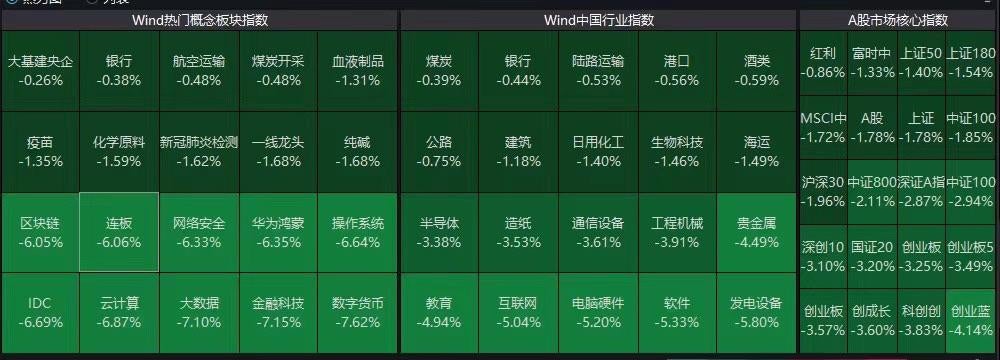 Wind热门概念板块指数
大基建央企 银行 航空运输 煤炭开采 血液制品
-0.26% -0.38% -0.48% -0.48% -1.31%
疫苗 化学原料 新冠肺炎检测 一线龙头 纯碱
-1.35% -1.59% -1.62% -1.68% -1.68%
区块链 连板 网络安全 华为鸿蒙 操作系统
-6.05% -6.06% -6.33% -6.35% -6.64%
IDC 云计算 大数据 金融科技 数字货币
-6.69% -6.87% -7.10% -7.15% -7.62%
Wind中国行业指数
煤炭 银行 陆路运输 港口 酒类
-0.39% -0.44% -0.53% -0.56% -0.59%
公路 建筑 日用化工 生物科技 海运
-0.75% -1.18% -1.40% -1.46% -1.49%
半导体 造纸 通信设备 工程机械 贵金属
-3.38% -3.53% -3.61% -3.91% -4.49%
教育 互联网 电脑硬件 软件 发电设备
-4.94% -5.04% -5.20% -5.33% -5.80%
A股市场核心指数
红利 富时中 上证50 上证180
-0.86% -1.33% -1.40% -1.54%
MSCI中 A股 上证 中证100
-1.72% -1.78% -1.78% -1.85%
沪深30 中证800 深证A指 中证100
-1.96% -2.11% -2.87% -2.94%
深创10 国证20 创业板 创业板5
-3.10% -3.20% -3.25% -3.49%
创业板 创成长 科创创 创业蓝
-3.57% -3.60% -3.83% -4.14%